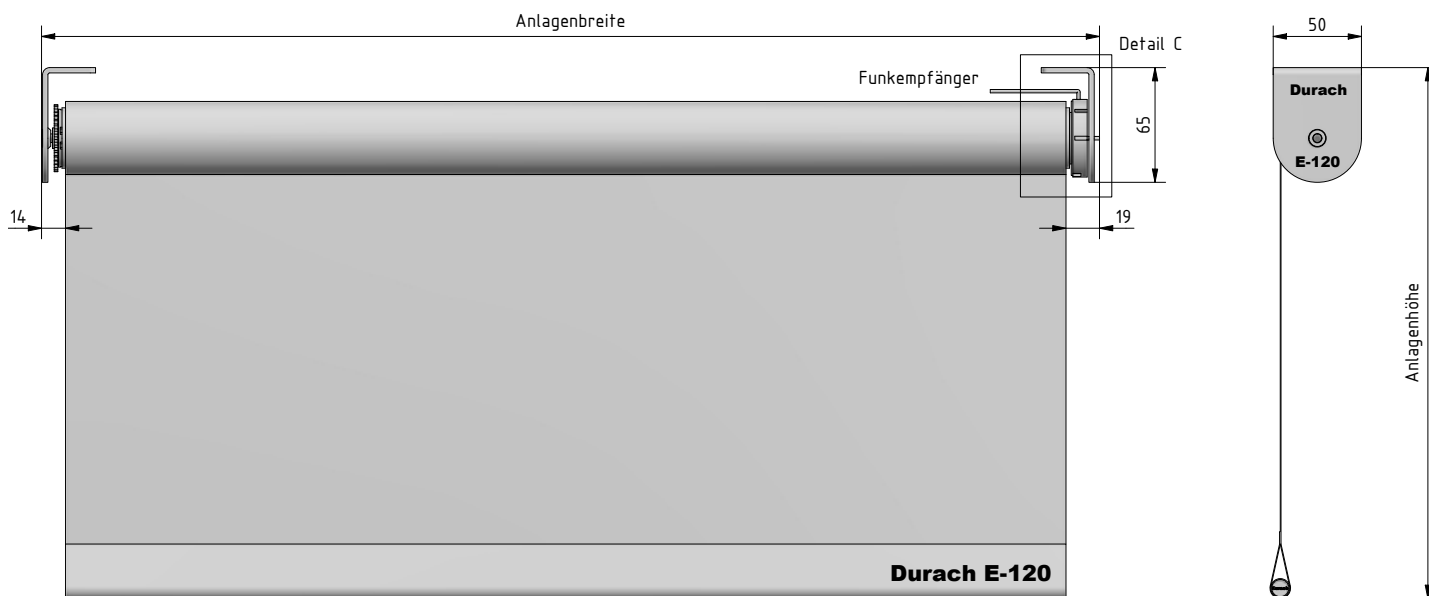 Anlagenbreite
50
Detail C
Funkempfänger
Durach
65
E-120
14
19
Anlagenhöhe
Durach E-120